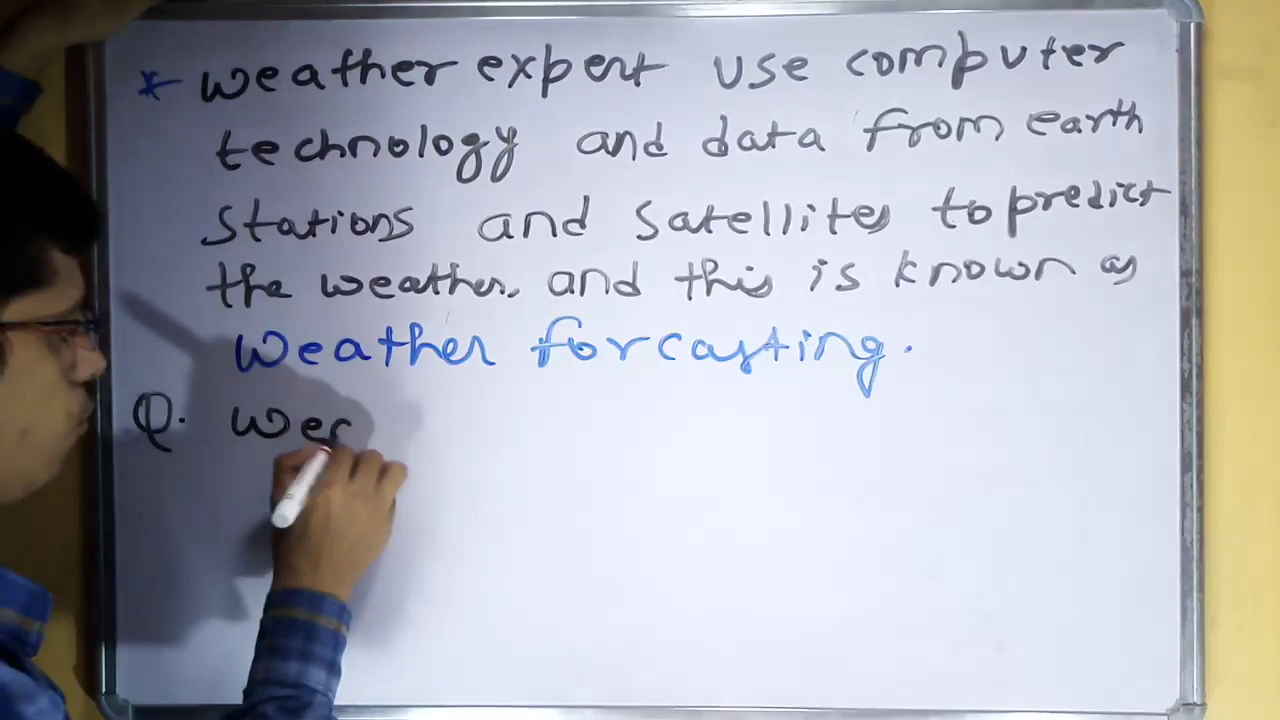 * Weather expert use computer
technology and data from earth
stations and satellites to predict
the weather, and this is known as
Weather forcasting.
Q. Wea